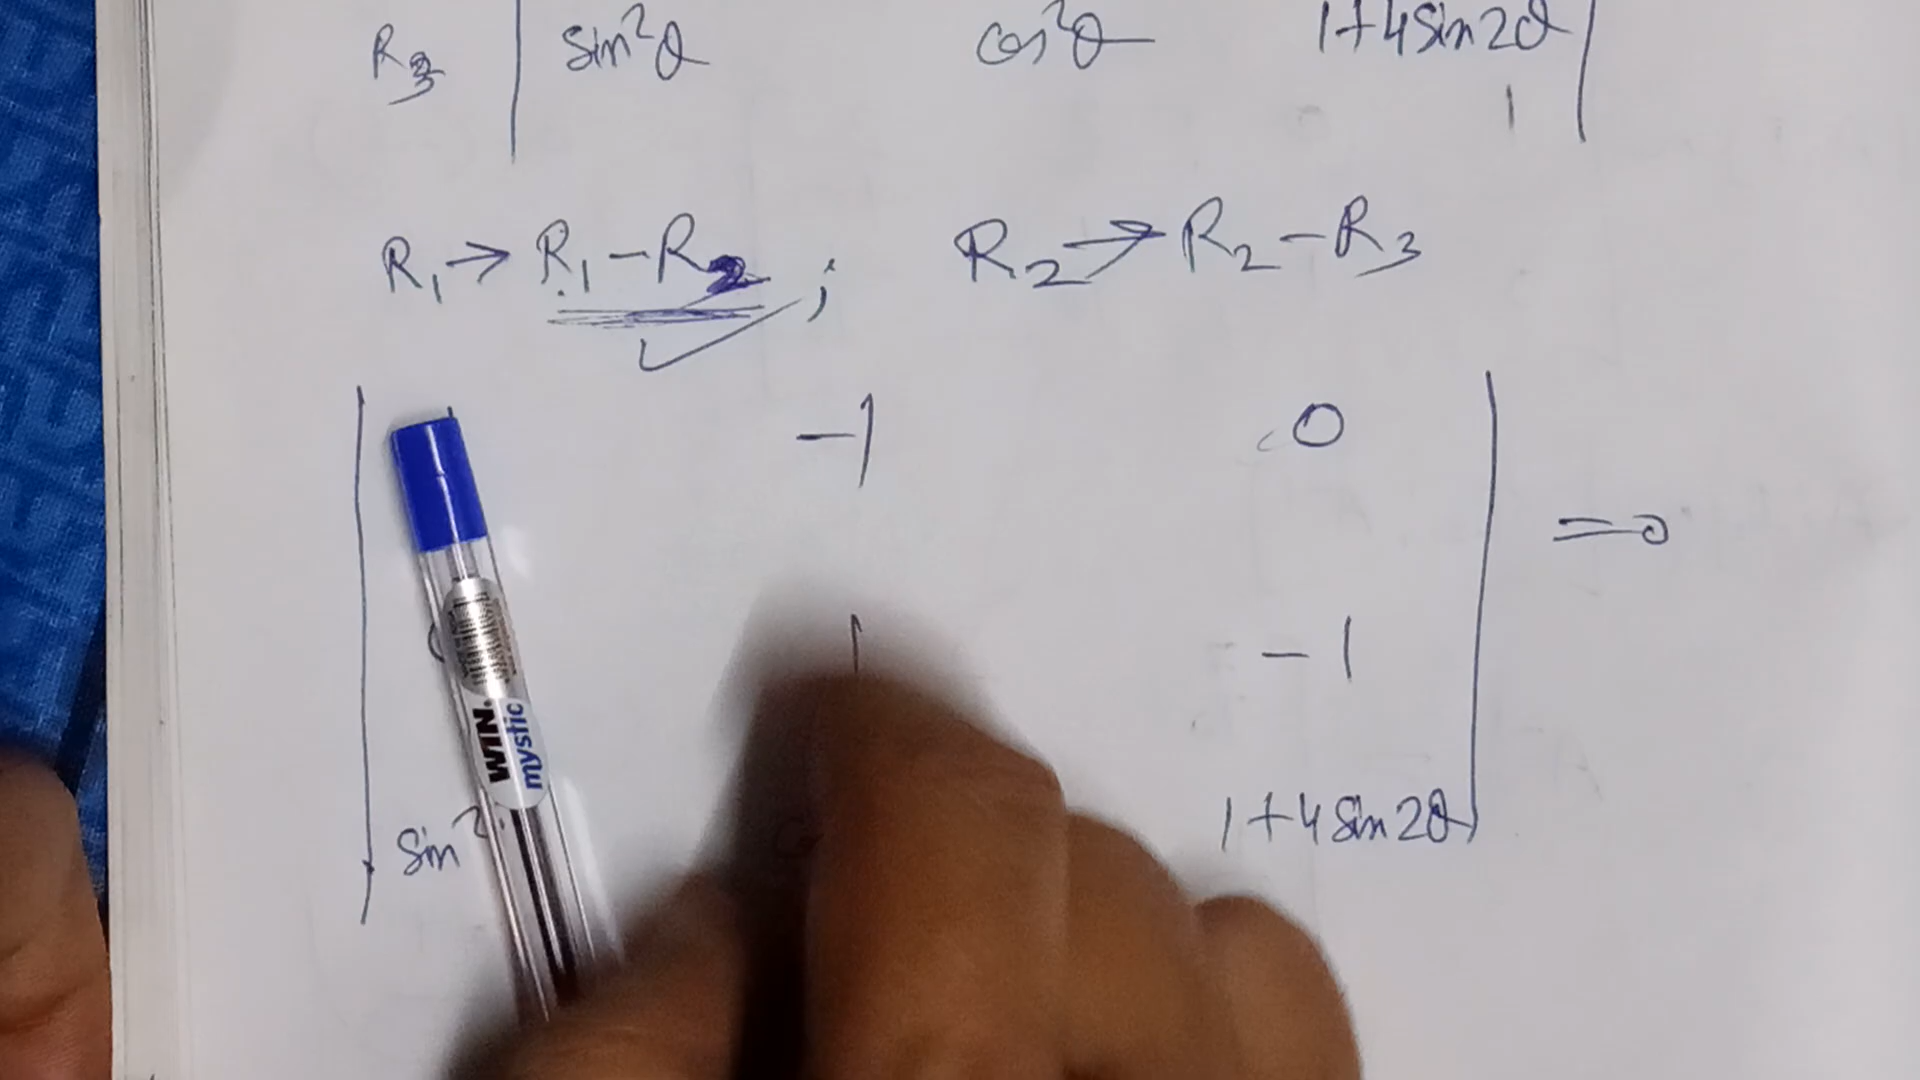 R3 | sin²θ cos²θ 1+4sin2θ |
R₁ → R₁ − R₂ ; R₂ → R₂ − R₃
−1 0
= 0
1 −1
sin² 1+4sin2θ
WIN mystic